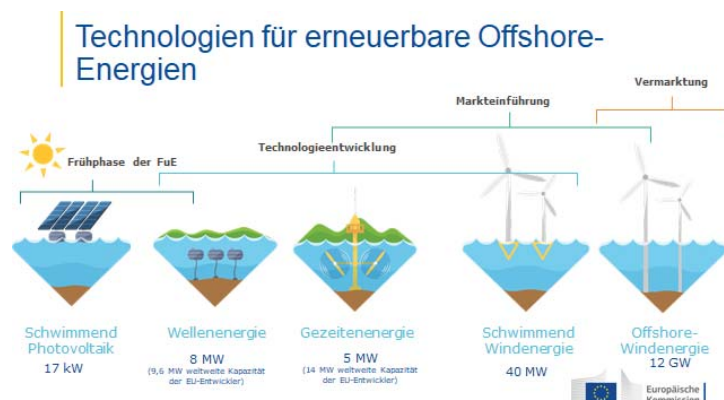 Technologien für erneuerbare Offshore-
Energien
Vermarktung
Markteinführung
Technologieentwicklung
Frühphase der FuE
Schwimmend
Photovoltaik
17 kW
Wellenenergie
8 MW
(9,6 MW weltweite Kapazität
der EU-Entwickler)
Gezeitenenergie
5 MW
(14 MW weltweite Kapazität
der EU-Entwickler)
Schwimmend
Windenergie
40 MW
Offshore-
Windenergie
12 GW
Europäische
Kommission